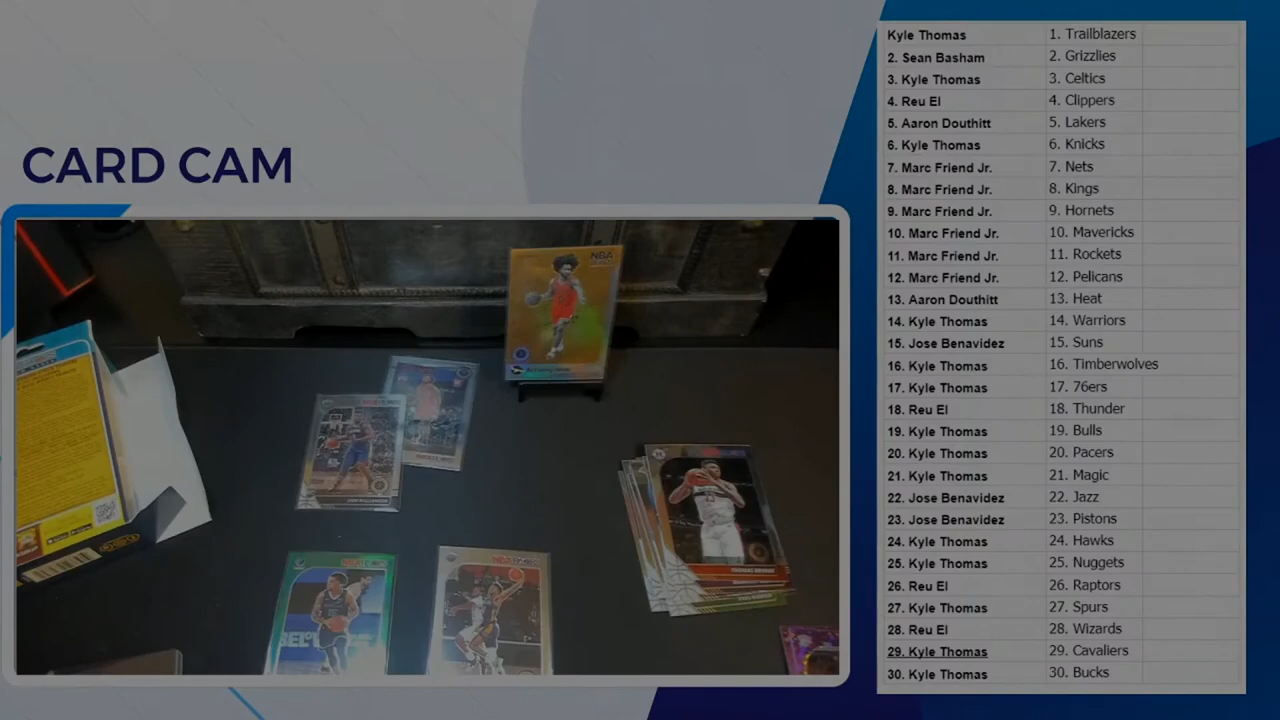 CARD CAM
Kyle Thomas 1. Trailblazers
2. Sean Basham 2. Grizzlies
3. Kyle Thomas 3. Celtics
4. Reu El 4. Clippers
5. Aaron Douthitt 5. Lakers
6. Kyle Thomas 6. Knicks
7. Marc Friend Jr. 7. Nets
8. Marc Friend Jr. 8. Kings
9. Marc Friend Jr. 9. Hornets
10. Marc Friend Jr. 10. Mavericks
11. Marc Friend Jr. 11. Rockets
12. Marc Friend Jr. 12. Pelicans
13. Aaron Douthitt 13. Heat
14. Kyle Thomas 14. Warriors
15. Jose Benavidez 15. Suns
16. Kyle Thomas 16. Timberwolves
17. Kyle Thomas 17. 76ers
18. Reu El 18. Thunder
19. Kyle Thomas 19. Bulls
20. Kyle Thomas 20. Pacers
21. Kyle Thomas 21. Magic
22. Jose Benavidez 22. Jazz
23. Jose Benavidez 23. Pistons
24. Kyle Thomas 24. Hawks
25. Kyle Thomas 25. Nuggets
26. Reu El 26. Raptors
27. Kyle Thomas 27. Spurs
28. Reu El 28. Wizards
29. Kyle Thomas 29. Cavaliers
30. Kyle Thomas 30. Bucks
NBA